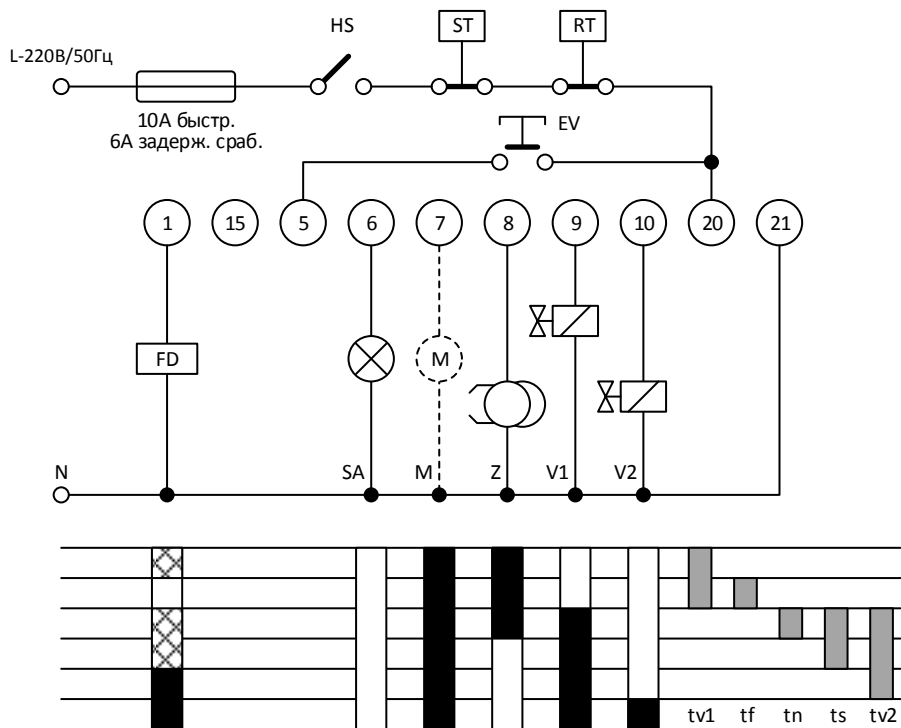 HS
ST
RT
L-220В/50Гц
10А быстр.
6А задерж. сраб.
EV
1 15 5 6 7 8 9 10 20 21
FD
M
N
SA M Z V1 V2
tv1 tf tn ts tv2